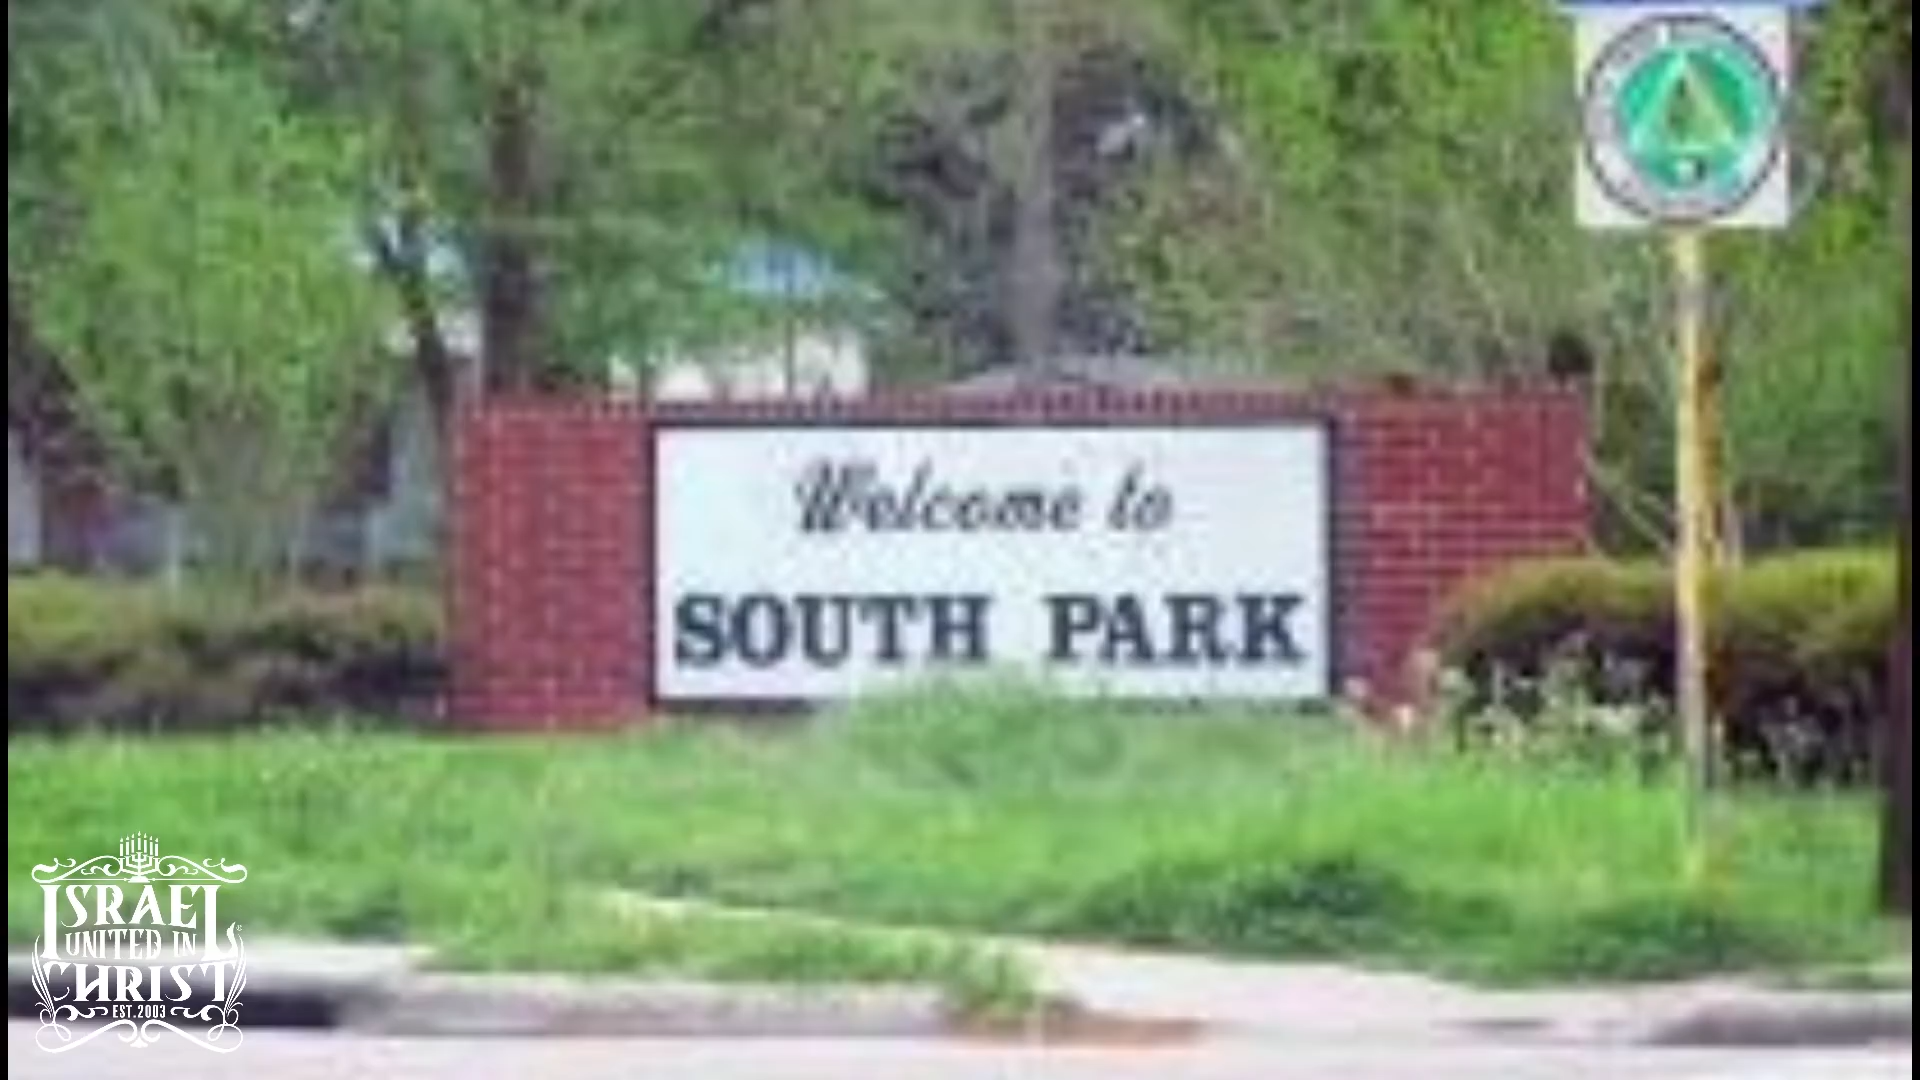 Welcome to
SOUTH PARK
ISRAEL
UNITED IN
CHRIST
EST.2003